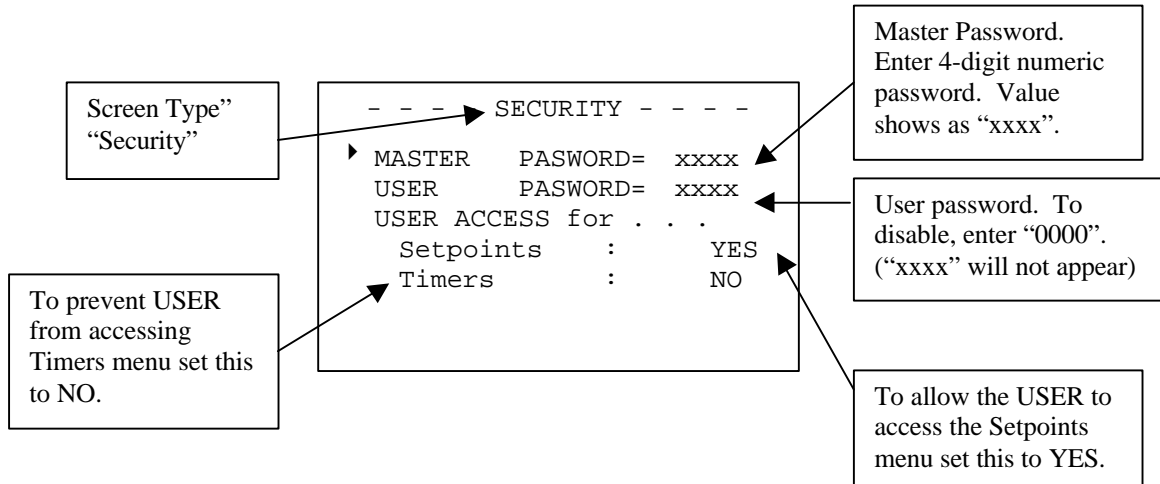 Screen Type”
“Security”
- - - - SECURITY - - - -
MASTER PASWORD= xxxx
USER PASWORD= xxxx
USER ACCESS for . . .
Setpoints : YES
Timers : NO
Master Password.
Enter 4-digit numeric
password. Value
shows as “xxxx”.
User password. To
disable, enter “0000”.
(“xxxx” will not appear)
To prevent USER
from accessing
Timers menu set this
to NO.
To allow the USER to
access the Setpoints
menu set this to YES.